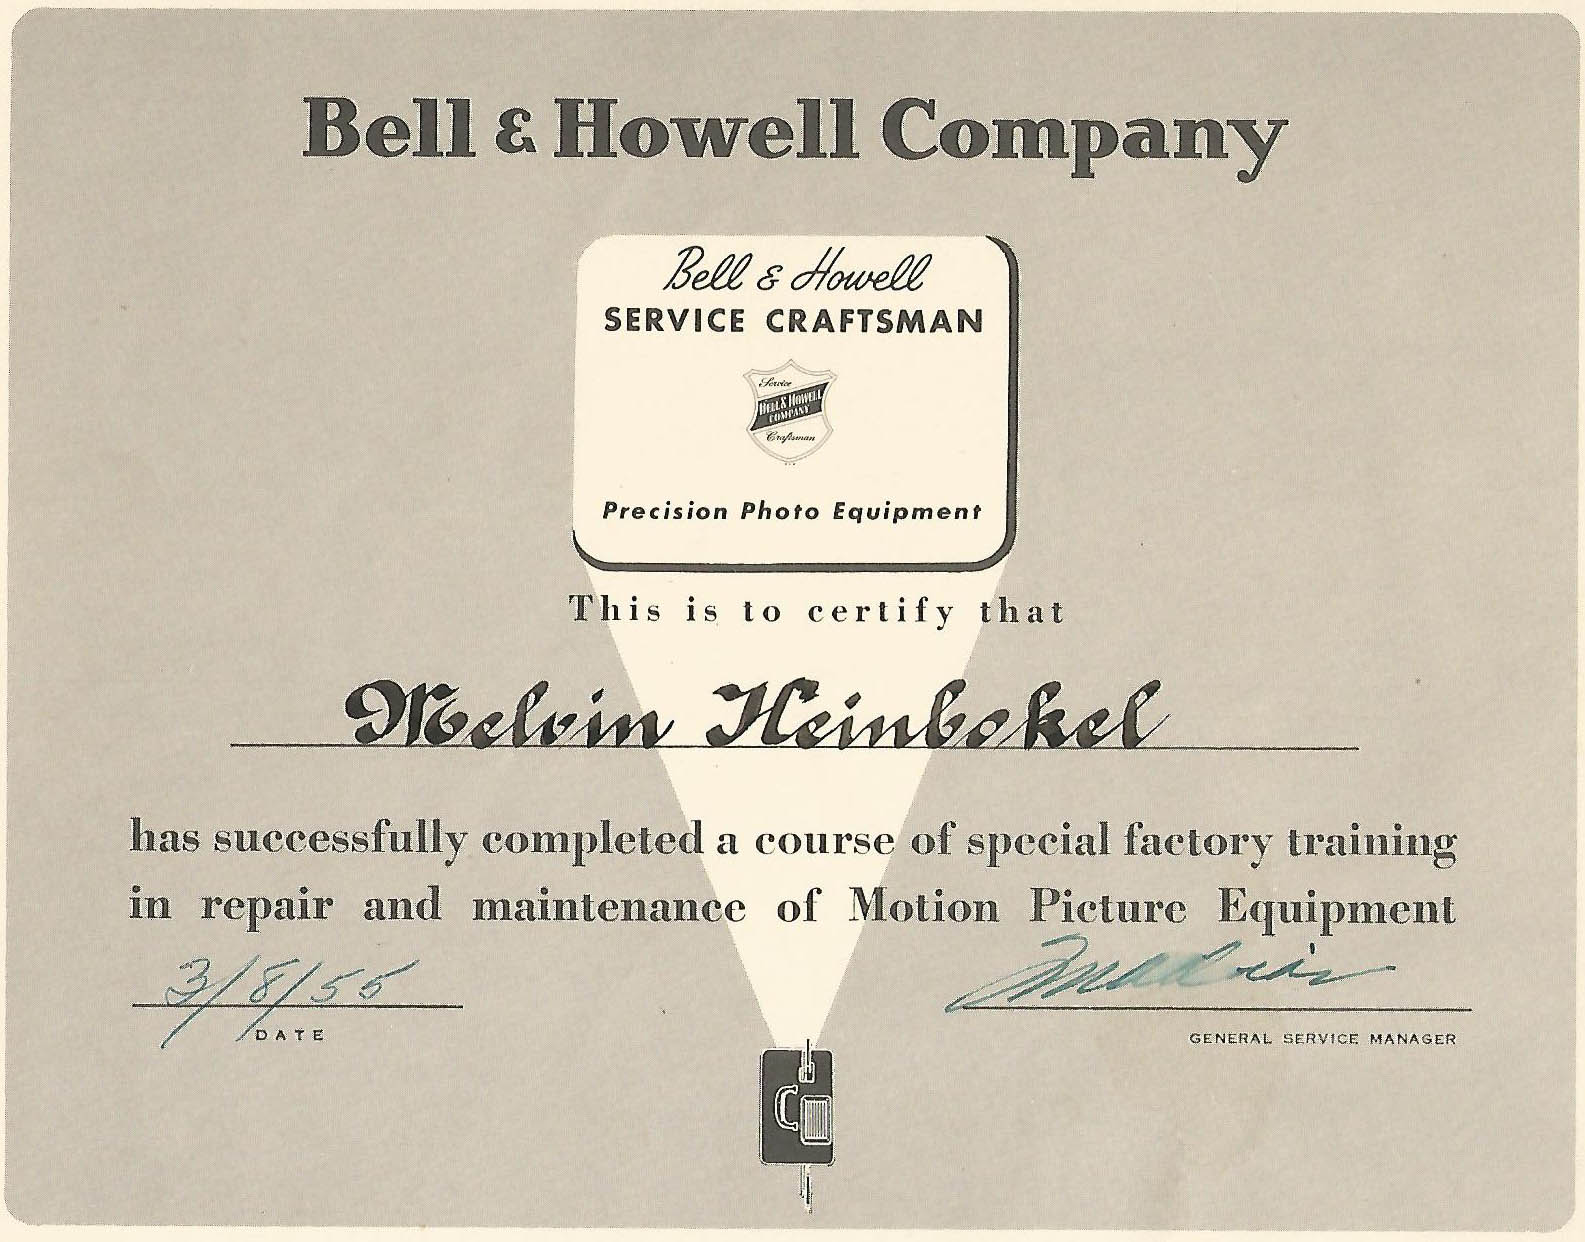 Bell & Howell Company
Bell & Howell
SERVICE CRAFTSMAN
Service
BELL & HOWELL
COMPANY
Craftsman
Precision Photo Equipment
This is to certify that
Melvin Heinbokel
has successfully completed a course of special factory training
in repair and maintenance of Motion Picture Equipment
3/8/55
DATE
GENERAL SERVICE MANAGER